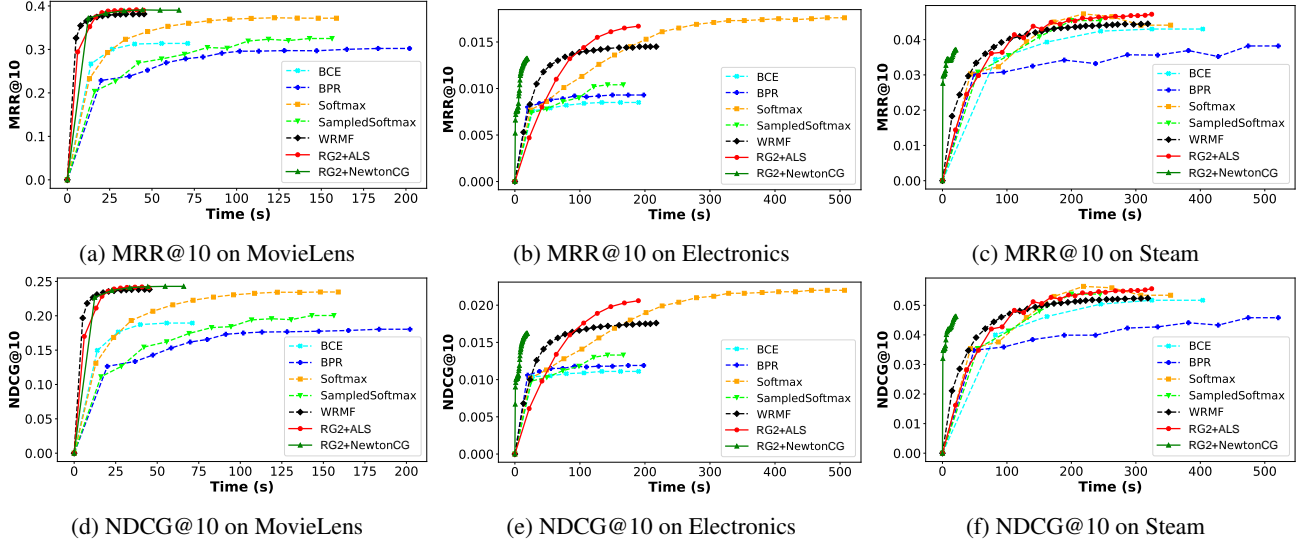 MRR@10
0.4
0.3
0.2
0.1
0.0
BCE
BPR
Softmax
SampledSoftmax
WRMF
RG2+ALS
RG2+NewtonCG
0 25 50 75 100 125 150 175 200
Time (s)
(a) MRR@10 on MovieLens
MRR@10
0.015
0.010
0.005
0.000
BCE
BPR
Softmax
SampledSoftmax
WRMF
RG2+ALS
RG2+NewtonCG
0 100 200 300 400 500
Time (s)
(b) MRR@10 on Electronics
MRR@10
0.04
0.03
0.02
0.01
0.00
BCE
BPR
Softmax
SampledSoftmax
WRMF
RG2+ALS
RG2+NewtonCG
0 100 200 300 400 500
Time (s)
(c) MRR@10 on Steam
NDCG@10
0.25
0.20
0.15
0.10
0.05
0.00
BCE
BPR
Softmax
SampledSoftmax
WRMF
RG2+ALS
RG2+NewtonCG
0 25 50 75 100 125 150 175 200
Time (s)
(d) NDCG@10 on MovieLens
NDCG@10
0.020
0.015
0.010
0.005
0.000
BCE
BPR
Softmax
SampledSoftmax
WRMF
RG2+ALS
RG2+NewtonCG
0 100 200 300 400 500
Time (s)
(e) NDCG@10 on Electronics
NDCG@10
0.05
0.04
0.03
0.02
0.01
0.00
BCE
BPR
Softmax
SampledSoftmax
WRMF
RG2+ALS
RG2+NewtonCG
0 100 200 300 400 500
Time (s)
(f) NDCG@10 on Steam